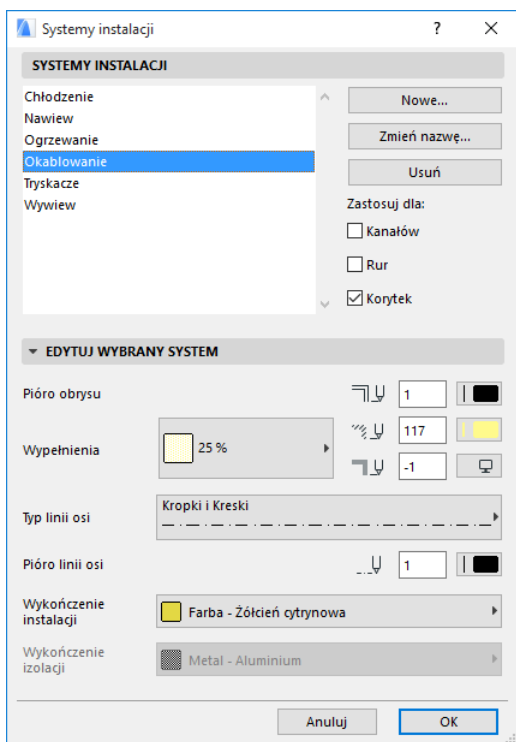 Systemy instalacji
SYSTEMY INSTALACJI
Chłodzenie
Nawiew
Ogrzewanie
Okablowanie
Tryskacze
Wywiew
Nowe...
Zmień nazwę...
Usuń
Zastosuj dla:
Kanałów
Rur
Korytek
EDYTUJ WYBRANY SYSTEM
Pióro obrysu
1
Wypełnienia
25 %
117
-1
Typ linii osi
Kropki i Kreski
Pióro linii osi
1
Wykończenie
instalacji
Farba - Żółcień cytrynowa
Wykończenie
izolacji
Metal - Aluminium
Anuluj
OK